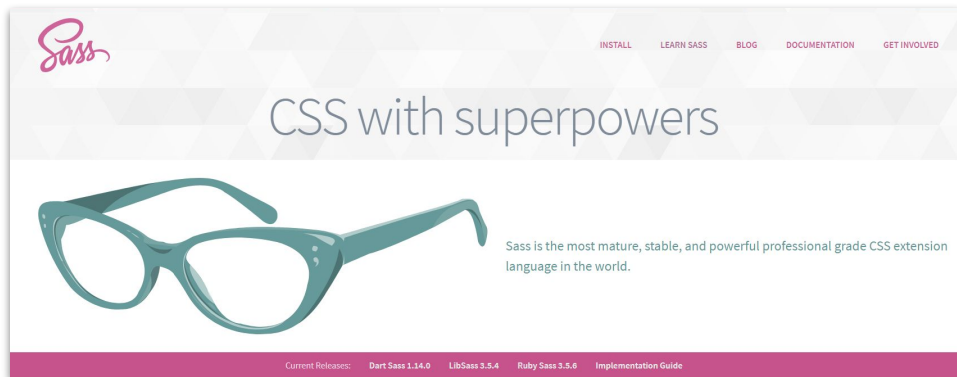 Sass
INSTALL LEARN SASS BLOG DOCUMENTATION GET INVOLVED
CSS with superpowers
Sass is the most mature, stable, and powerful professional grade CSS extension
language in the world.
Current Releases: Dart Sass 1.14.0 LibSass 3.5.4 Ruby Sass 3.5.6 Implementation Guide